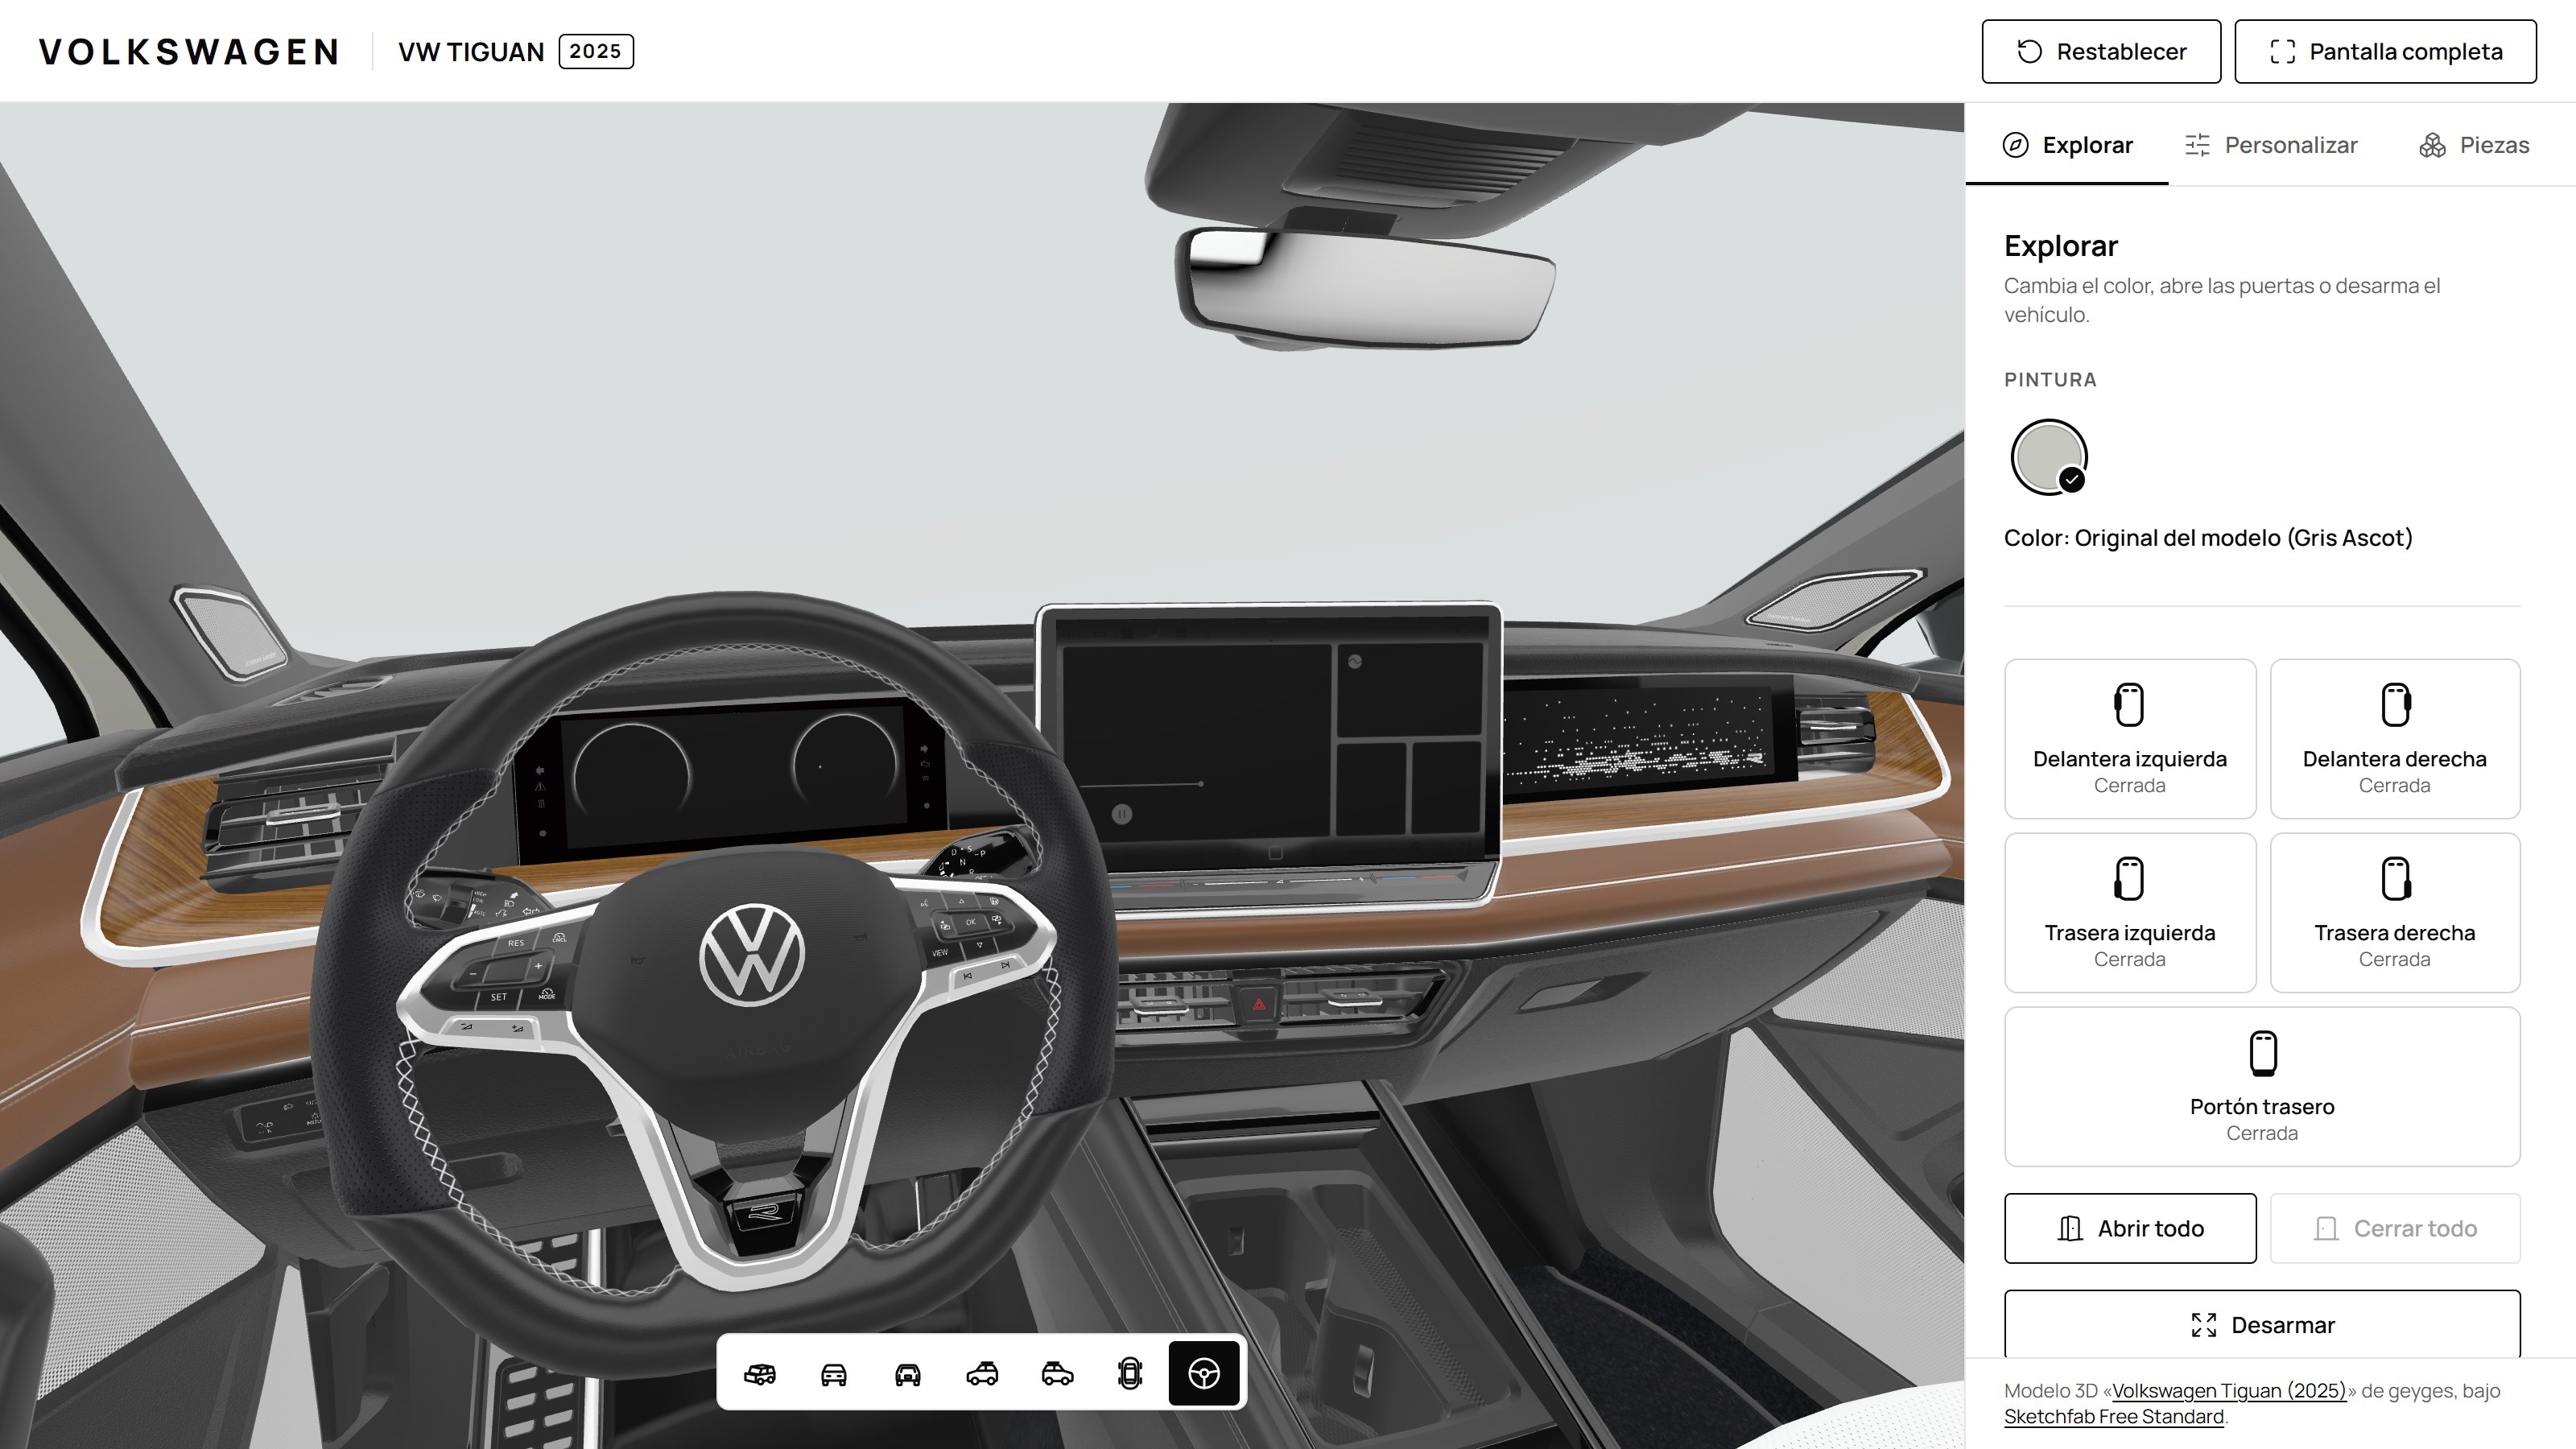 VOLKSWAGEN
VW TIGUAN 2025
Restablecer
Pantalla completa
Explorar
Personalizar
Piezas
Explorar
Cambia el color, abre las puertas o desarma el
vehículo.
PINTURA
Color: Original del modelo (Gris Ascot)
Delantera izquierda
Cerrada
Delantera derecha
Cerrada
Trasera izquierda
Cerrada
Trasera derecha
Cerrada
Portón trasero
Cerrada
Abrir todo
Cerrar todo
Desarmar
Modelo 3D «Volkswagen Tiguan (2025)» de geyges, bajo
Sketchfab Free Standard.
RES
CNCL
SET
MODE
OK
VIEW
AIRBAG
D S
N P
R